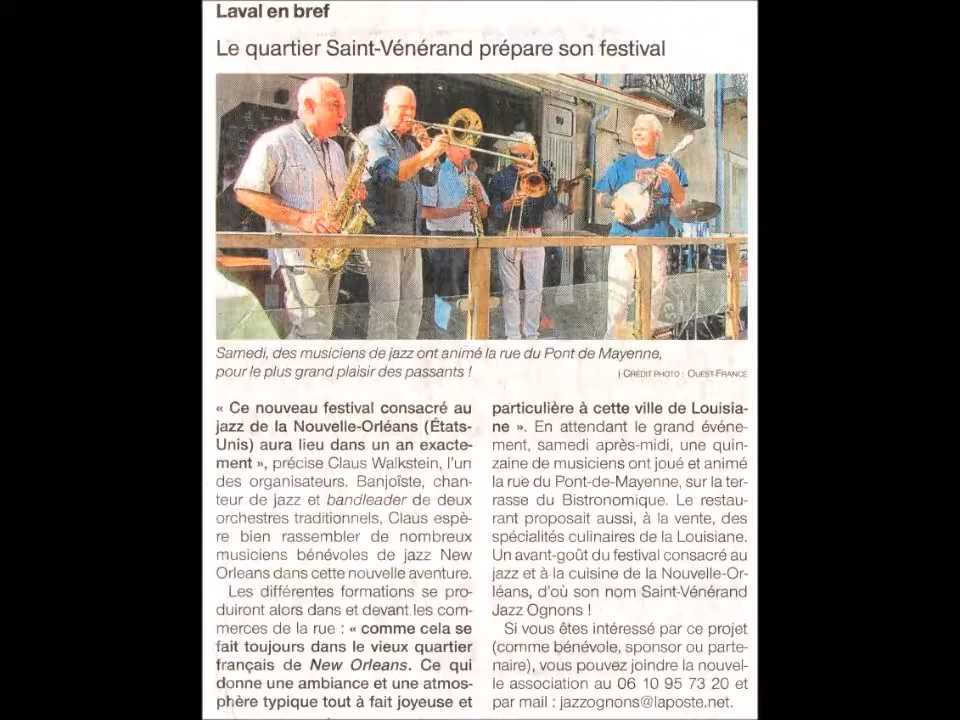 Laval en bref
Le quartier Saint-Vénérand prépare son festival
99
Samedi, des musiciens de jazz ont animé la rue du Pont de Mayenne,
pour le plus grand plaisir des passants !
| CRÉDIT PHOTO : OUEST-FRANCE
« Ce nouveau festival consacré au
jazz de la Nouvelle-Orléans (États-
Unis) aura lieu dans un an exacte-
ment », précise Claus Walkstein, l'un
des organisateurs. Banjoïste, chan-
teur de jazz et bandleader de deux
orchestres traditionnels, Claus espè-
re bien rassembler de nombreux
musiciens bénévoles de jazz New
Orleans dans cette nouvelle aventure.
Les différentes formations se pro-
duiront alors dans et devant les com-
merces de la rue : « comme cela se
fait toujours dans le vieux quartier
français de New Orleans. Ce qui
donne une ambiance et une atmos-
phère typique tout à fait joyeuse et
particulière à cette ville de Louisia-
ne ». En attendant le grand événe-
ment, samedi après-midi, une quin-
zaine de musiciens ont joué et animé
la rue du Pont-de-Mayenne, sur la ter-
rasse du Bistronomique. Le restau-
rant proposait aussi, à la vente, des
spécialités culinaires de la Louisiane.
Un avant-goût du festival consacré au
jazz et à la cuisine de la Nouvelle-Or-
léans, d'où son nom Saint-Vénérand
Jazz Ognons !
Si vous êtes intéressé par ce projet
(comme bénévole, sponsor ou parte-
naire), vous pouvez joindre la nouvel-
le association au 06 10 95 73 20 et
par mail : jazzognons@laposte.net.